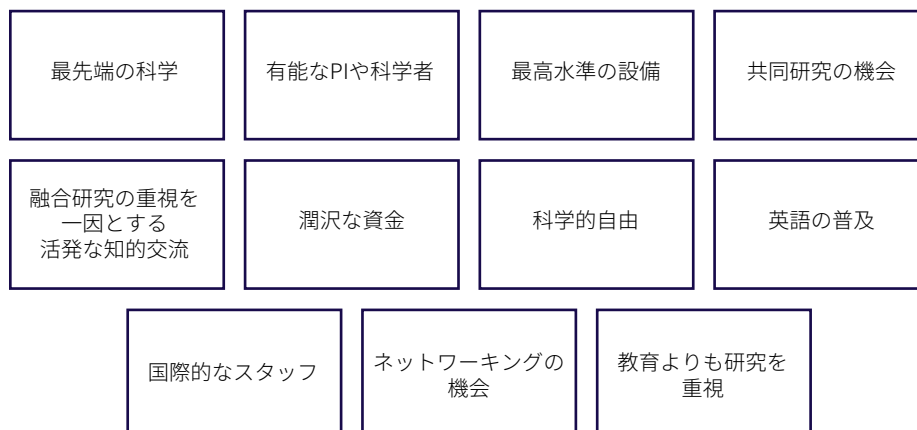 最先端の科学
有能なPIや科学者
最高水準の設備
共同研究の機会
融合研究の重視を
一因とする
活発な知的交流
潤沢な資金
科学的自由
英語の普及
国際的なスタッフ
ネットワーキングの
機会
教育よりも研究を
重視